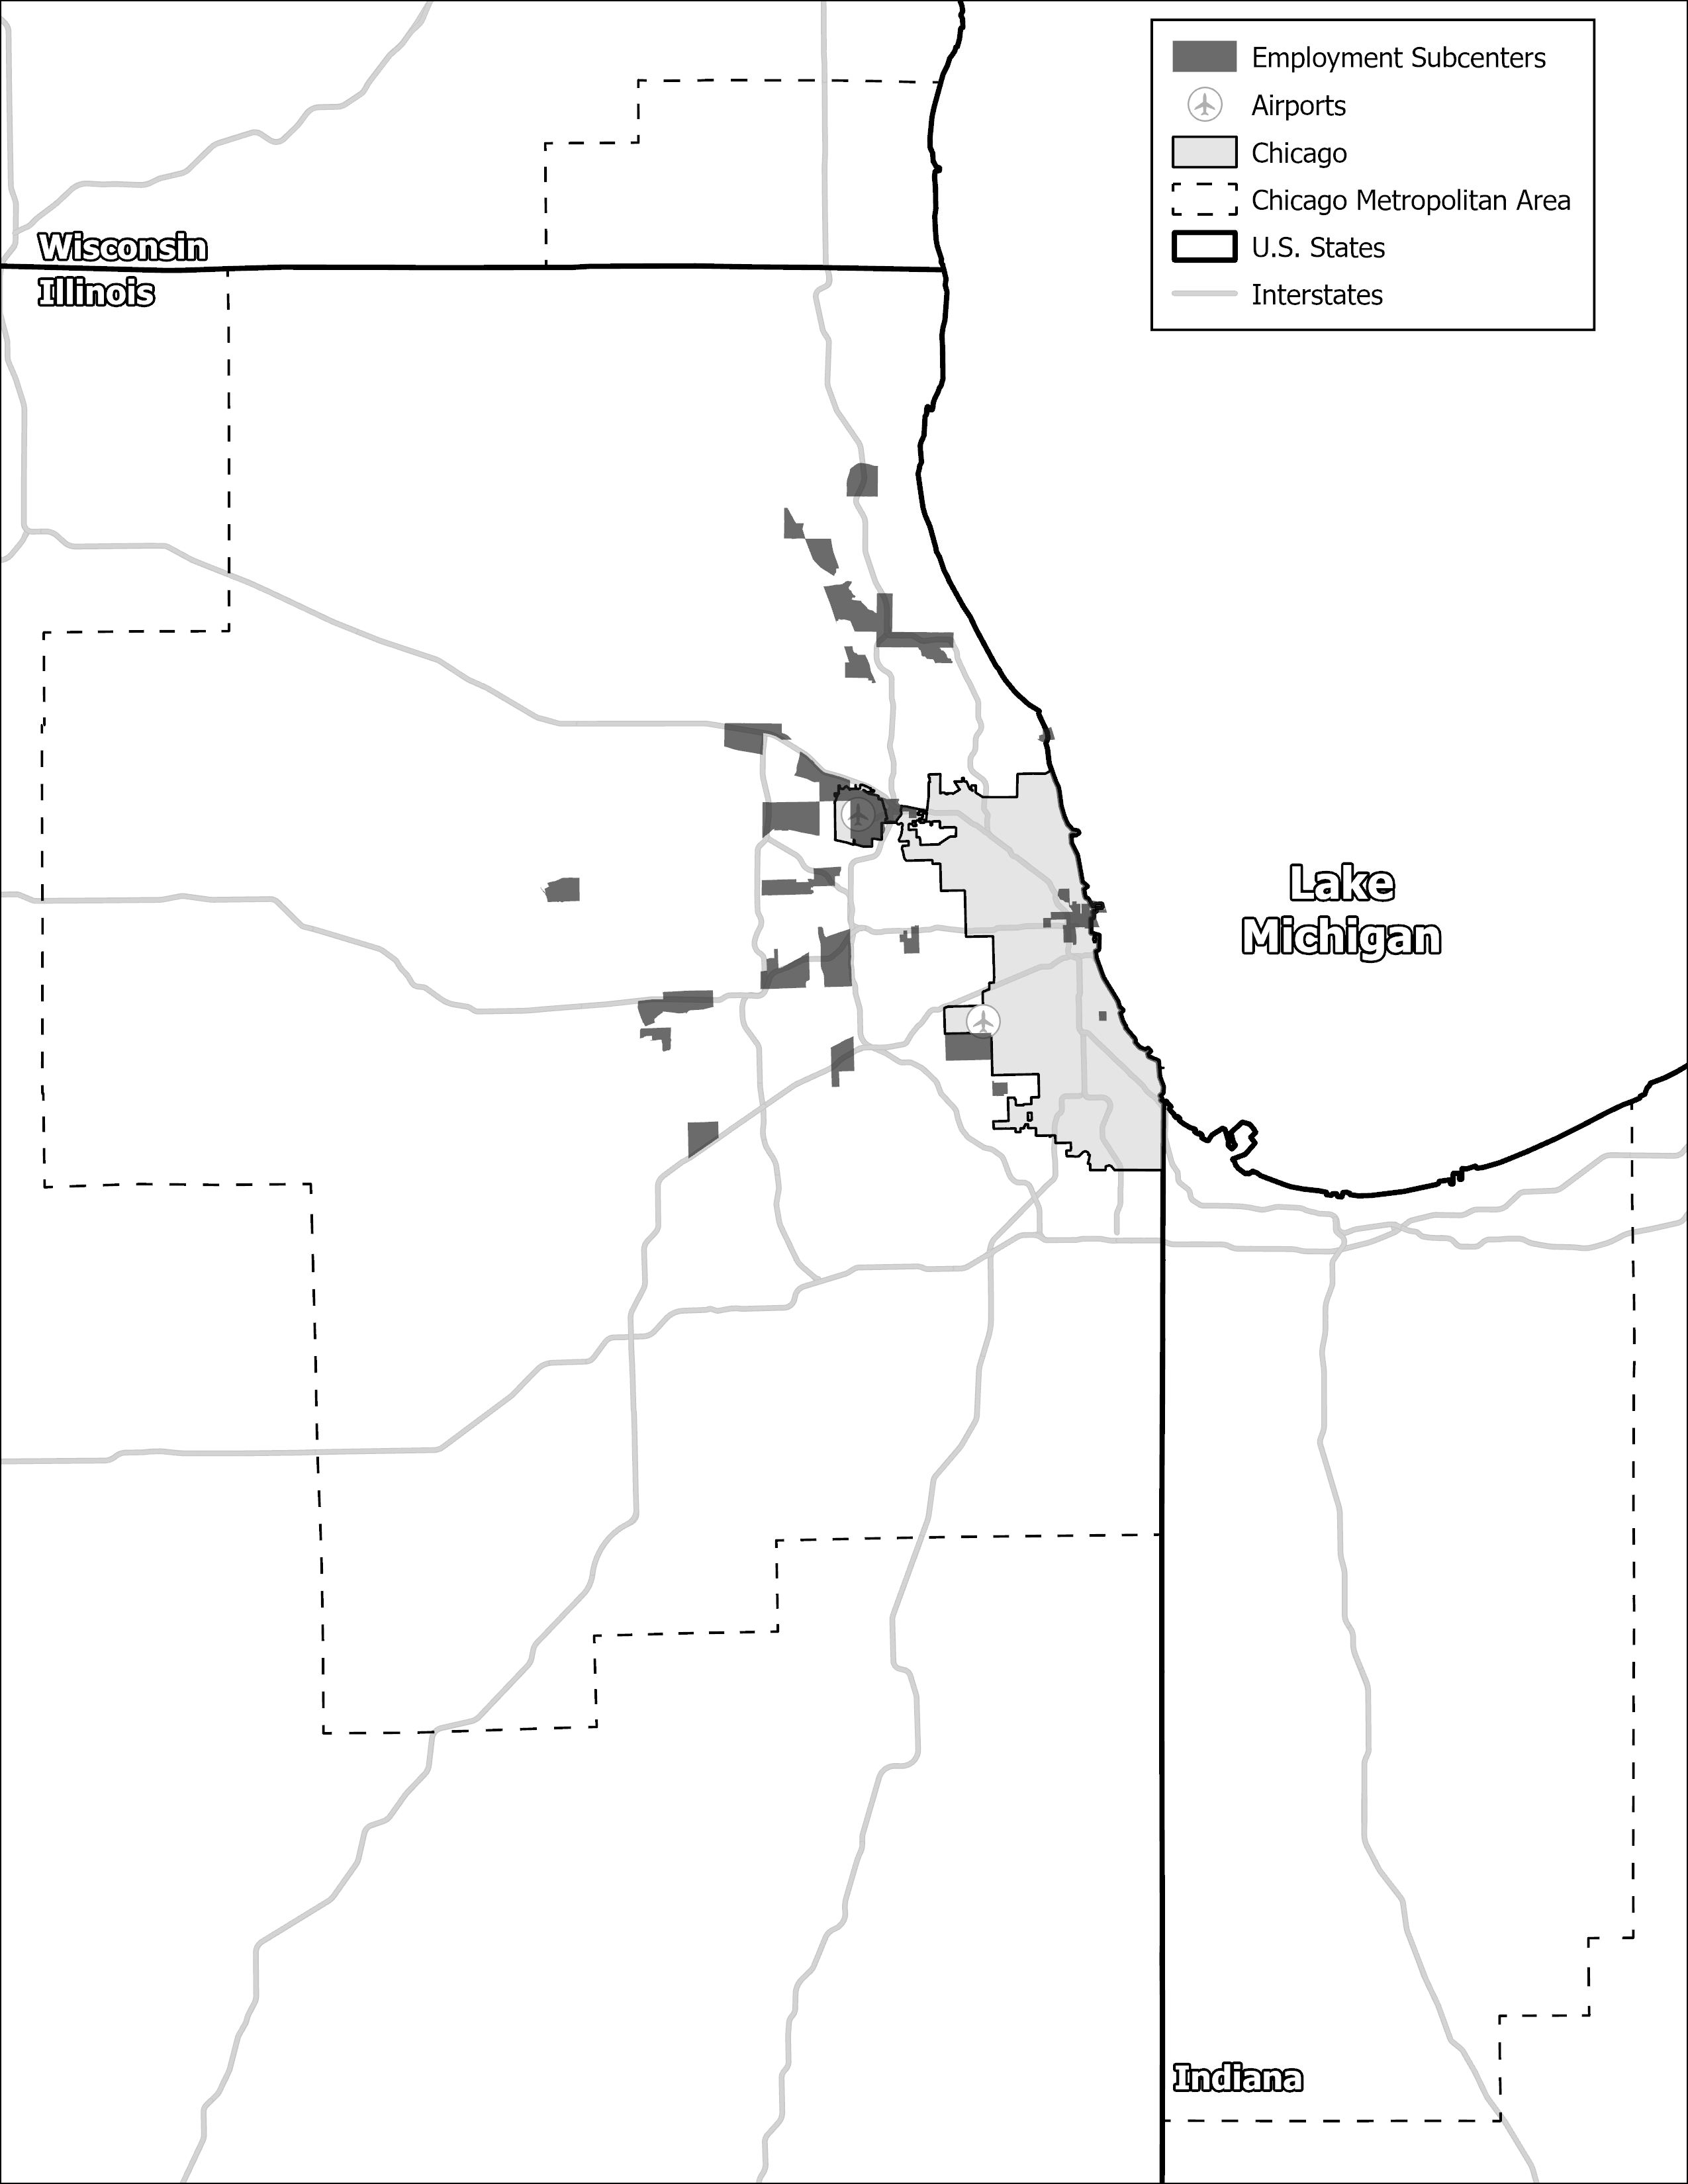 Employment Subcenters
Airports
Chicago
Chicago Metropolitan Area
U.S. States
Interstates
Wisconsin
Illinois
Lake
Michigan
Indiana